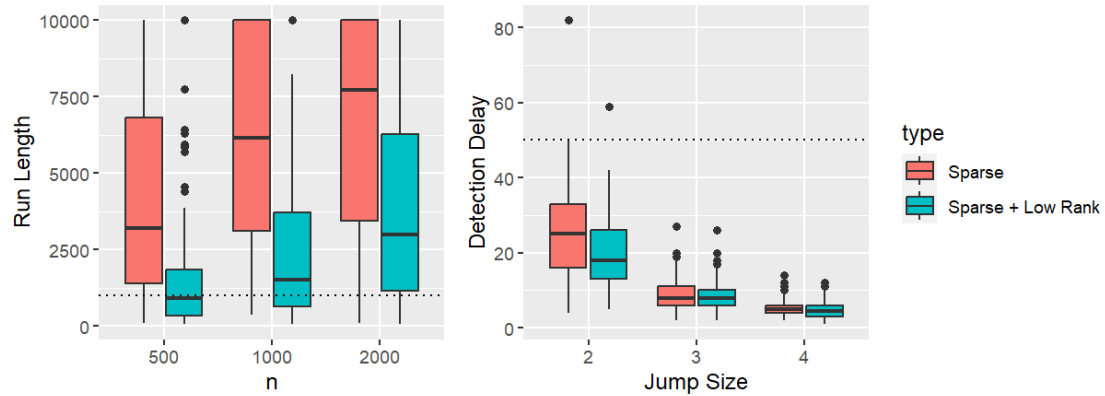 Run Length
10000
7500
5000
2500
0
500 1000 2000
n
Detection Delay
80
60
40
20
0
2 3 4
Jump Size
type
Sparse
Sparse + Low Rank